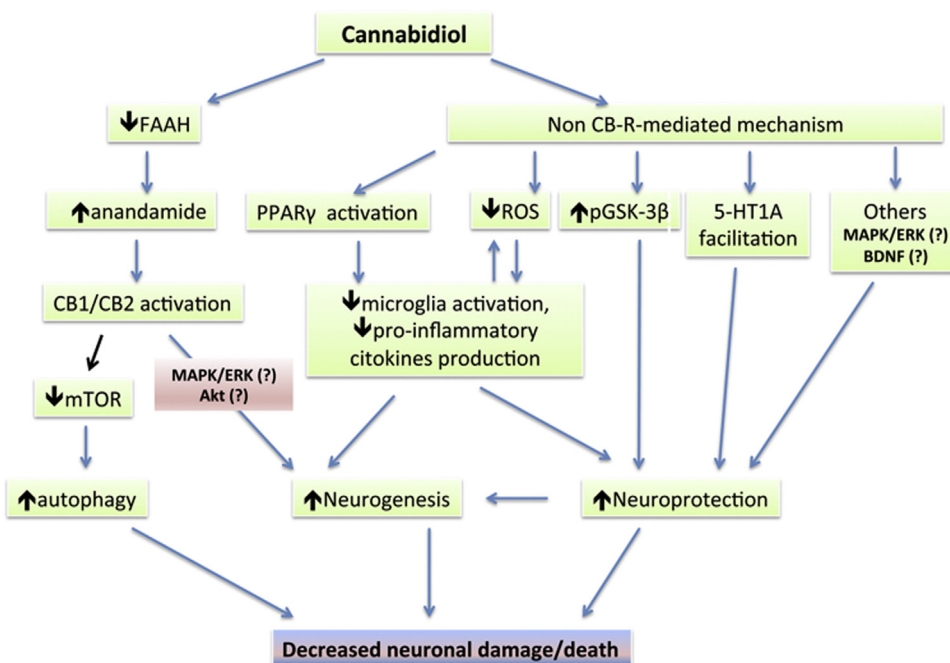 Cannabidiol
↓FAAH
Non CB-R-mediated mechanism
↑anandamide
PPARγ activation
↓ROS
↑pGSK-3β
5-HT1A
facilitation
Others
MAPK/ERK (?)
BDNF (?)
CB1/CB2 activation
↓microglia activation,
↓pro-inflammatory
citokines production
MAPK/ERK (?)
Akt (?)
↓mTOR
↑autophagy
↑Neurogenesis
↑Neuroprotection
Decreased neuronal damage/death